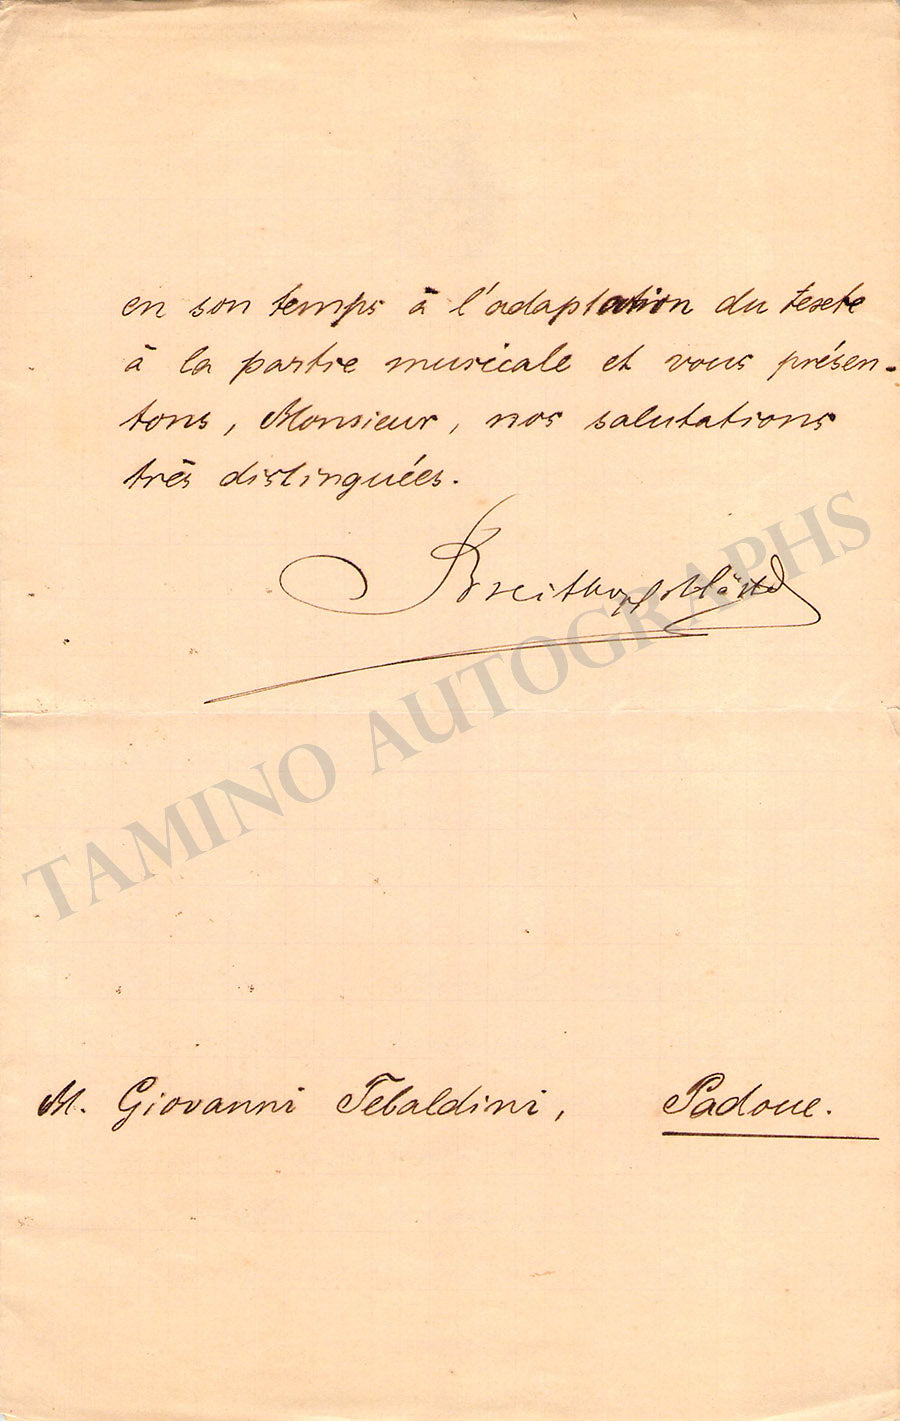 en son temps à l'adaptation du texte
à la partie musicale et vous présen-
tons, Monsieur, nos salutations
très distinguées.
Breitkopf & Härtel
TAMINO AUTOGRAPHS
M. Giovanni Tebaldini, Padoue.